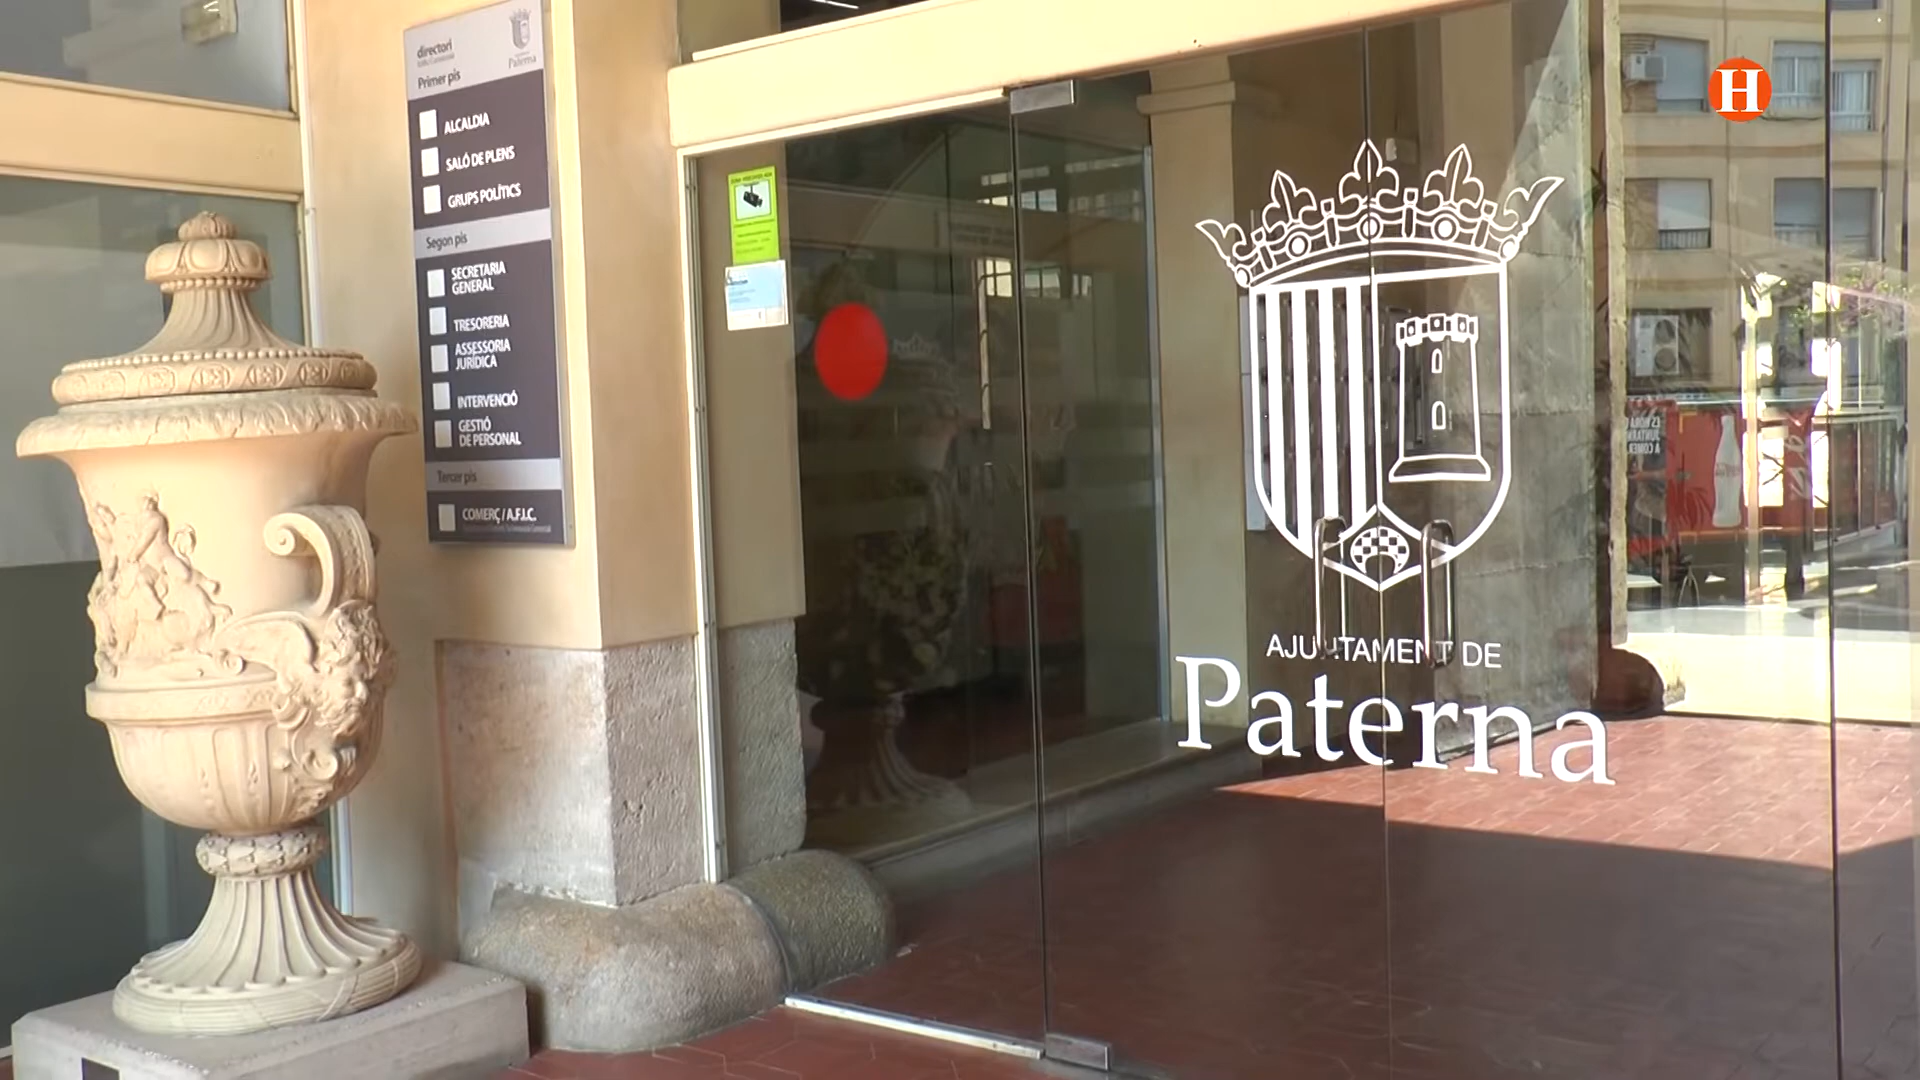 directori
Paterna
Primer pis
ALCALDIA
SALÓ DE PLENS
GRUPS POLÍTICS
Segon pis
SECRETARIA
GENERAL
TRESORERIA
ASSESSORIA
JURÍDICA
INTERVENCIÓ
GESTIÓ
DE PERSONAL
Tercer pis
COMERÇ / A.F.I.C.
AJUNTAMENT DE
Paterna
H